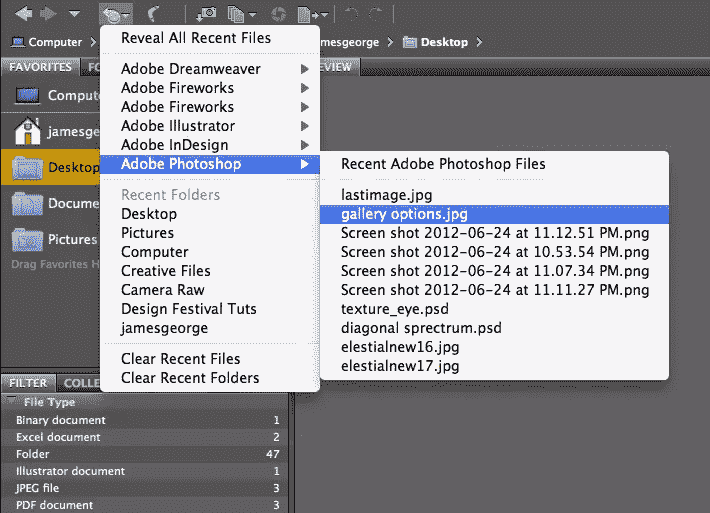 Reveal All Recent Files
Computer
mesgeorge
Desktop
FAVORITES
FO
EVIEW
Adobe Dreamweaver
Adobe Fireworks
Adobe Fireworks
Adobe Illustrator
Adobe InDesign
Adobe Photoshop
Recent Folders
Desktop
Pictures
Computer
Creative Files
Camera Raw
Design Festival Tuts
jamesgeorge
Clear Recent Files
Clear Recent Folders
Recent Adobe Photoshop Files
lastimage.jpg
gallery options.jpg
Screen shot 2012-06-24 at 11.12.51 PM.png
Screen shot 2012-06-24 at 10.53.54 PM.png
Screen shot 2012-06-24 at 11.07.34 PM.png
Screen shot 2012-06-24 at 11.11.27 PM.png
texture_eye.psd
diagonal sprectrum.psd
elestialnew16.jpg
elestialnew17.jpg
Compute
jamesgeor
Desktop
Docume
Pictures
Drag Favorites H
FILTER
COLLE
File Type
Binary document 1
Excel document 2
Folder 47
Illustrator document 1
JPEG file 3
PDF document 3